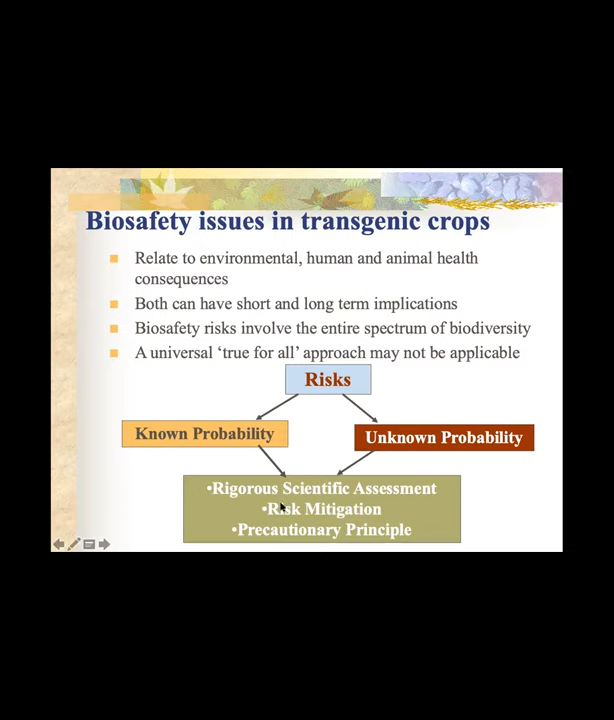 Biosafety issues in transgenic crops
Relate to environmental, human and animal health
consequences
Both can have short and long term implications
Biosafety risks involve the entire spectrum of biodiversity
A universal ‘true for all’ approach may not be applicable
Risks
Known Probability
Unknown Probability
•Rigorous Scientific Assessment
•Risk Mitigation
•Precautionary Principle